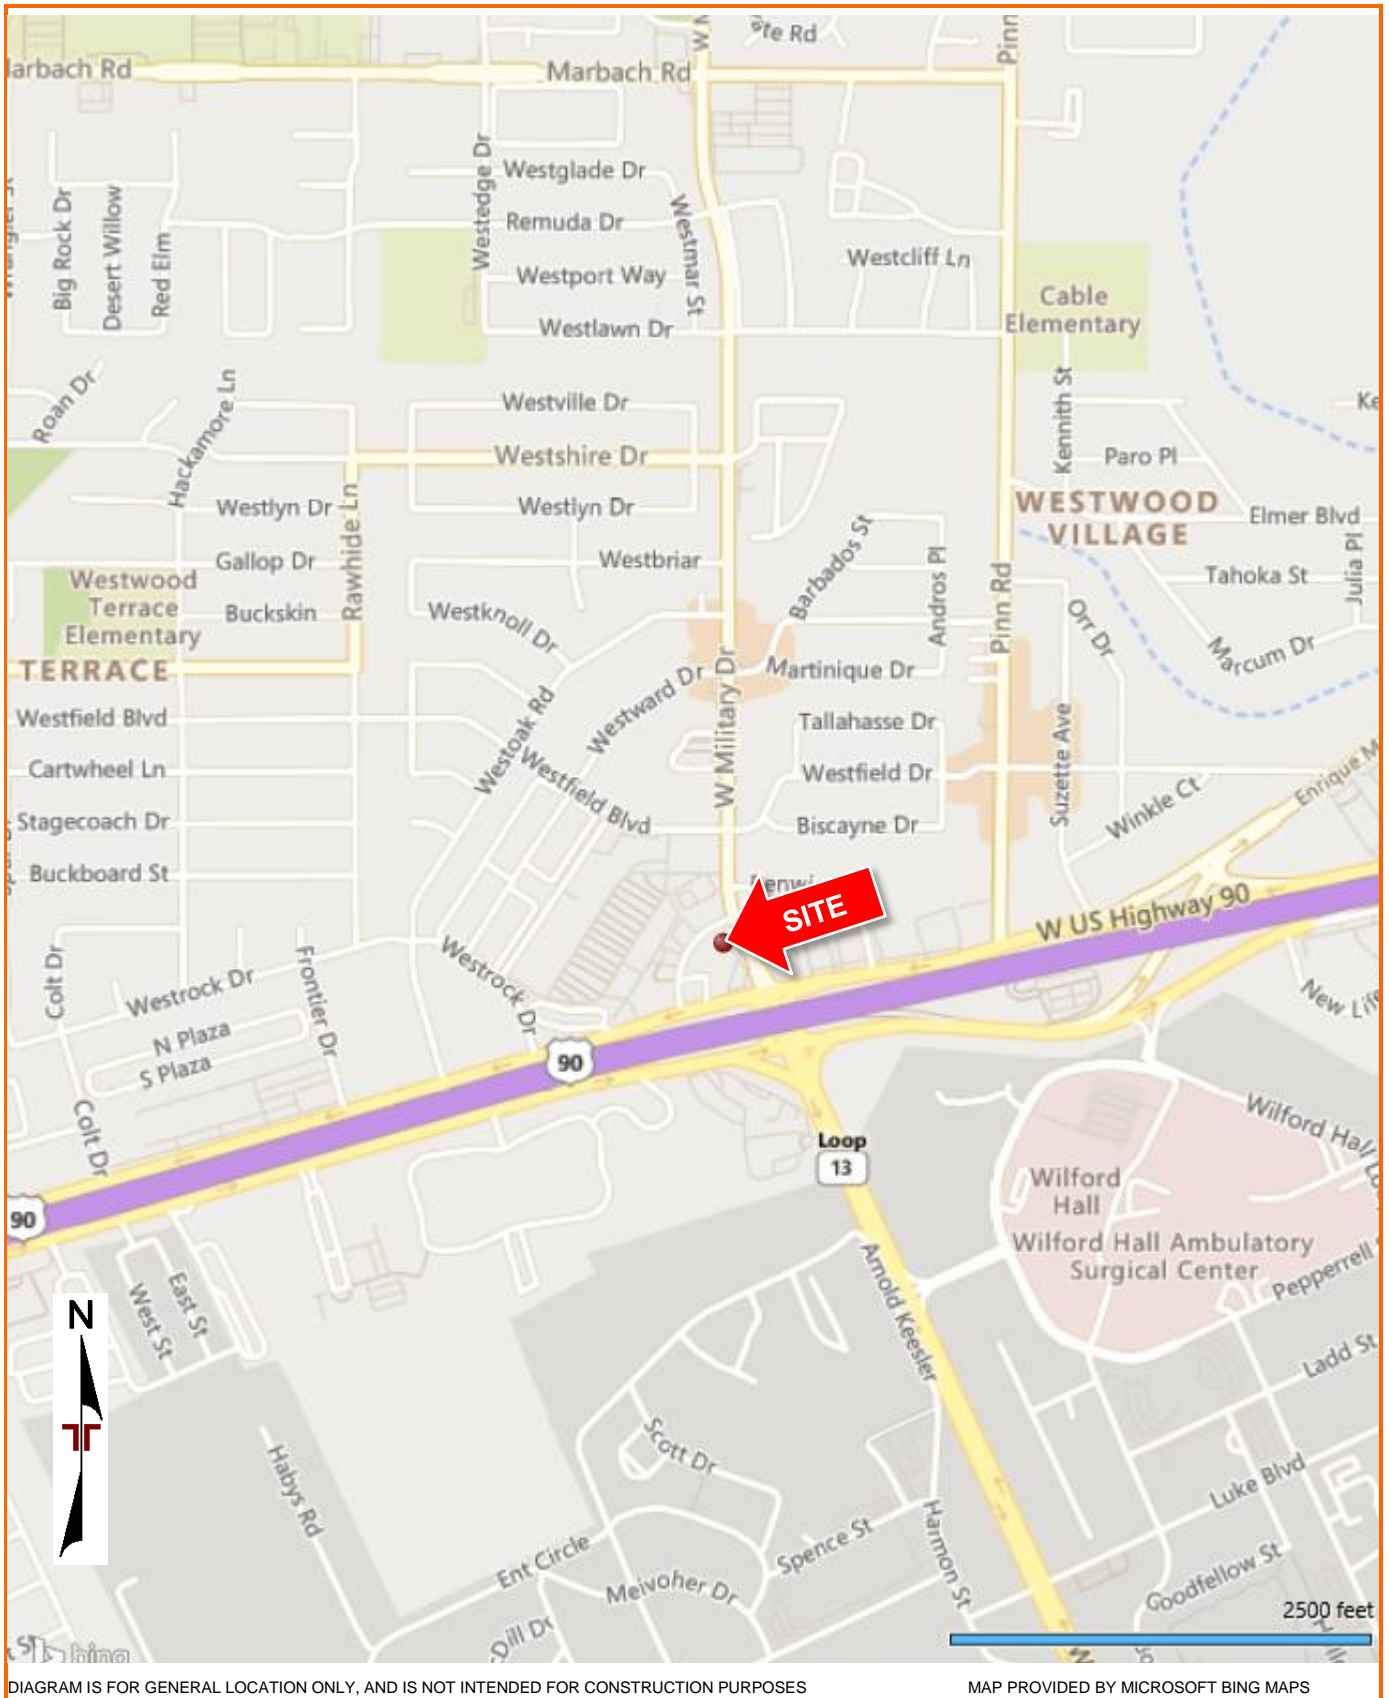 te Rd
Marbach Rd
Pinn
Westglade Dr
Westedge Dr
Remuda Dr
Westmar St
Big Rock Dr
Desert Willow
Red Elm
Westcliff Ln
Westport Way
Cable
Elementary
Westlawn Dr
Roan Dr
Hackamore Ln
Westville Dr
Kennith St
Ke
Westshire Dr
Paro Pl
Westlyn Dr
Rawhide Ln
Westlyn Dr
WESTWOOD
VILLAGE
Elmer Blvd
Julia Pl
Gallop Dr
Westbriar
Barbados St
Andros Pl
Pinn Rd
Tahoka St
Westwood
Terrace
Elementary
Buckskin
Westknoll Dr
Orr Dr
Marcum Dr
TERRACE
Westward Dr
W Military Dr
Martinique Dr
Westfield Blvd
Westoak Rd
Tallahasse Dr
Suzette Ave
Cartwheel Ln
Westfield Blvd
Westfield Dr
Winkle Ct
Enrique M
Stagecoach Dr
Biscayne Dr
Buckboard St
SITE
W US Highway 90
Colt Dr
Westrock Dr
Frontier Dr
Westrock Dr
New Life
N Plaza
S Plaza
90
Colt Dr
Loop
13
Wilford Hall Lo
Wilford
Hall
90
Wilford Hall Ambulatory
Surgical Center
Pepperrell
West St
East St
Arnold Keesler
N
Ladd St
Scott Dr
Habys Rd
Luke Blvd
Harmon St
Spence St
Ent Circle
Meivoher Dr
Goodfellow St
2500 feet
Dill Dr
bing
DIAGRAM IS FOR GENERAL LOCATION ONLY, AND IS NOT INTENDED FOR CONSTRUCTION PURPOSES
MAP PROVIDED BY MICROSOFT BING MAPS